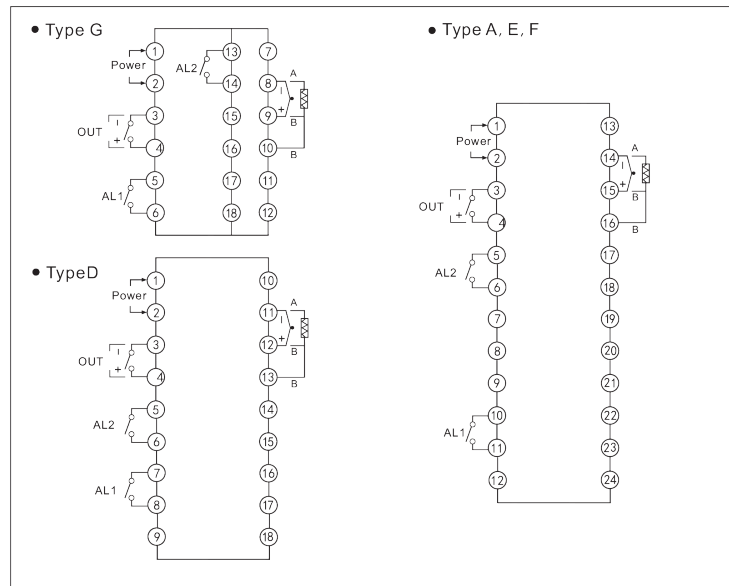 ● Type G
Power
OUT
AL1
AL2
1
2
3
4
5
6
13
14
15
16
17
18
7
8
9
10
11
12
A
B
B
− +
− +
● TypeD
Power
OUT
AL2
AL1
1
2
3
4
5
6
7
8
9
10
11
12
13
14
15
16
17
18
A
B
B
− +
− +
● Type A, E, F
Power
OUT
AL2
AL1
1
2
3
4
5
6
7
8
9
10
11
12
13
14
15
16
17
18
19
20
21
22
23
24
A
B
B
− +
− +